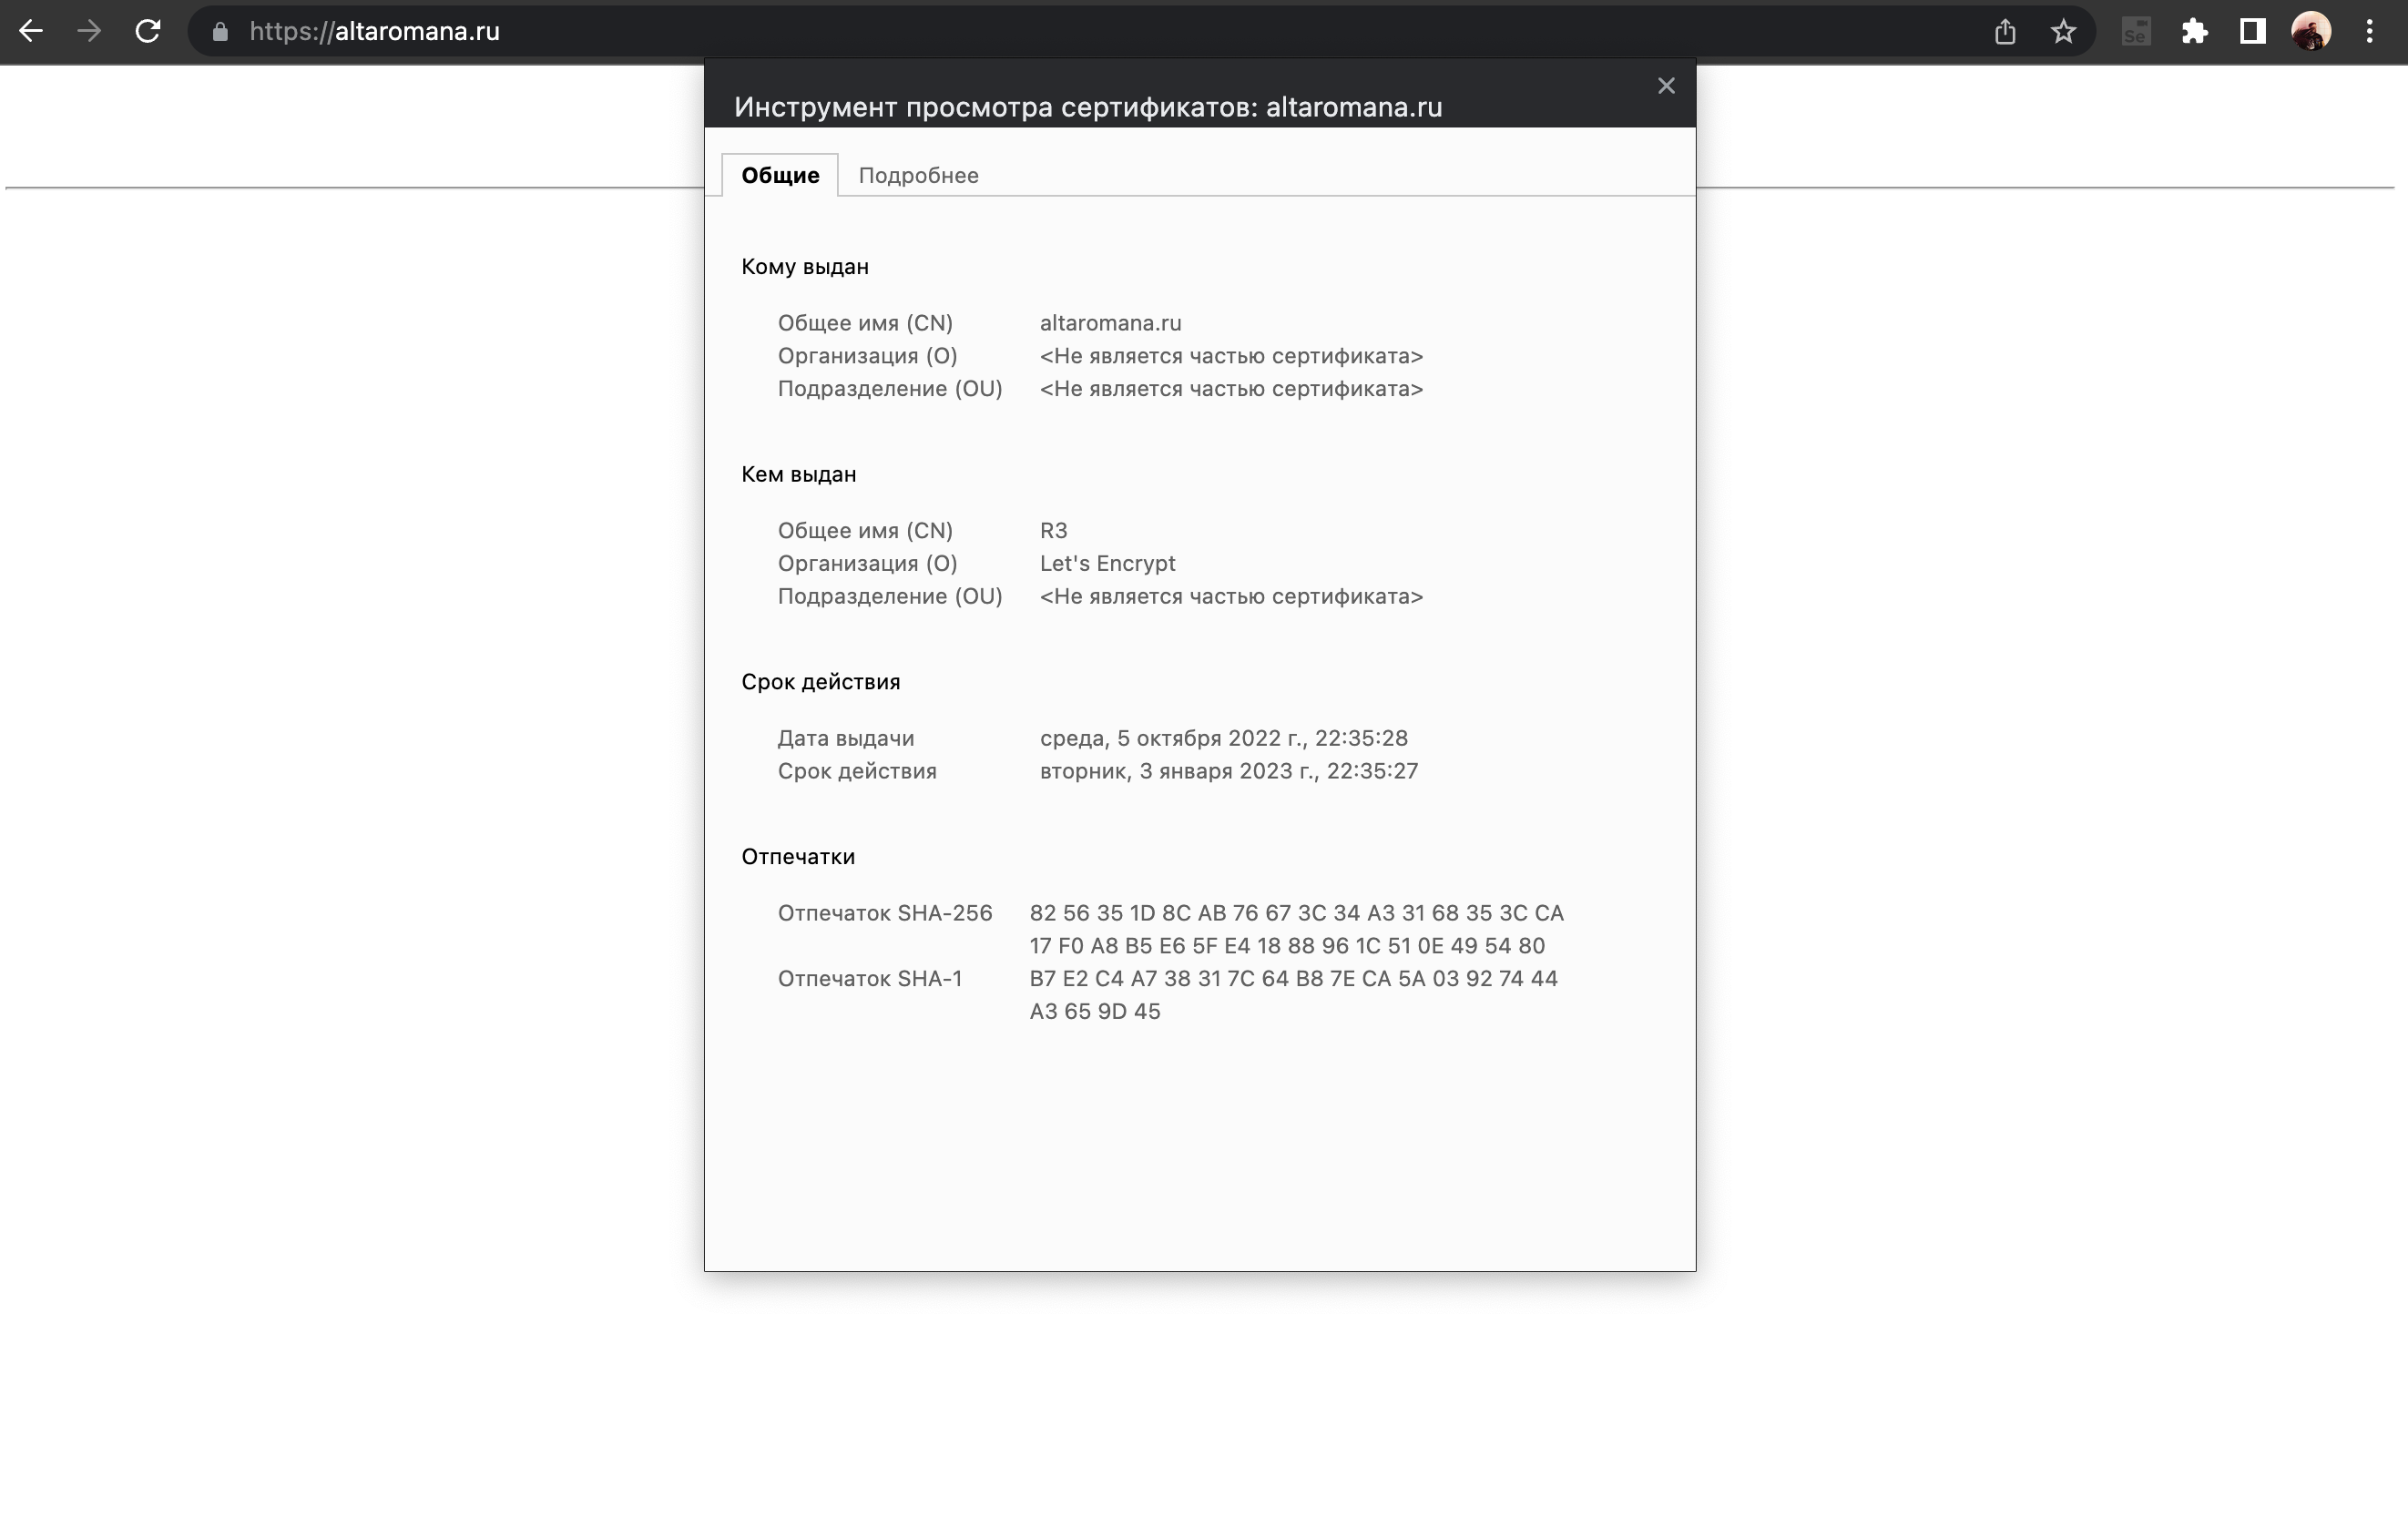 https://altaromana.ru
Se
Инструмент просмотра сертификатов: altaromana.ru
Общие Подробнее
Кому выдан
Общее имя (CN) altaromana.ru
Организация (O) <Не является частью сертификата>
Подразделение (OU) <Не является частью сертификата>
Кем выдан
Общее имя (CN) R3
Организация (O) Let's Encrypt
Подразделение (OU) <Не является частью сертификата>
Срок действия
Дата выдачи среда, 5 октября 2022 г., 22:35:28
Срок действия вторник, 3 января 2023 г., 22:35:27
Отпечатки
Отпечаток SHA-256 82 56 35 1D 8C AB 76 67 3C 34 A3 31 68 35 3C CA
17 F0 A8 B5 E6 5F E4 18 88 96 1C 51 0E 49 54 80
Отпечаток SHA-1 B7 E2 C4 A7 38 31 7C 64 B8 7E CA 5A 03 92 74 44
A3 65 9D 45